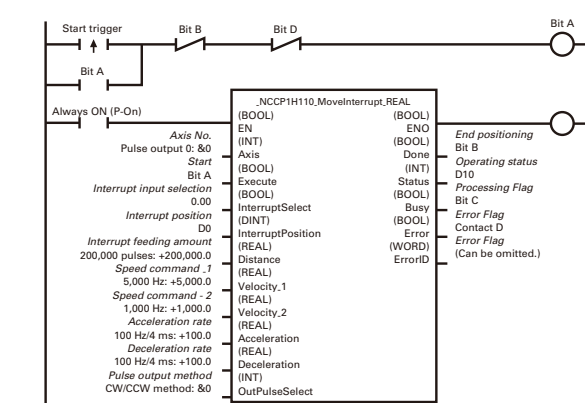 Bit A
Start trigger
Bit B
Bit D
Bit A
Always ON (P-On)
_NCCP1H110_MoveInterrupt_REAL
(BOOL)
EN
(INT)
Axis
(BOOL)
Execute
(BOOL)
InterruptSelect
(DINT)
InterruptPosition
(REAL)
Distance
(REAL)
Velocity_1
(REAL)
Velocity_2
(REAL)
Acceleration
(REAL)
Deceleration
(INT)
OutPulseSelect
(BOOL)
ENO
(BOOL)
Done
(INT)
Status
(BOOL)
Busy
(BOOL)
Error
(WORD)
ErrorID
Axis No.
Pulse output 0: &0
Start
Bit A
Interrupt input selection
0.00
Interrupt position
D0
Interrupt feeding amount
200,000 pulses: +200,000.0
Speed command _1
5,000 Hz: +5,000.0
Speed command - 2
1,000 Hz: +1,000.0
Acceleration rate
100 Hz/4 ms: +100.0
Deceleration rate
100 Hz/4 ms: +100.0
Pulse output method
CW/CCW method: &0
End positioning
Bit B
Operating status
D10
Processing Flag
Bit C
Error Flag
Contact D
Error Flag
(Can be omitted.)